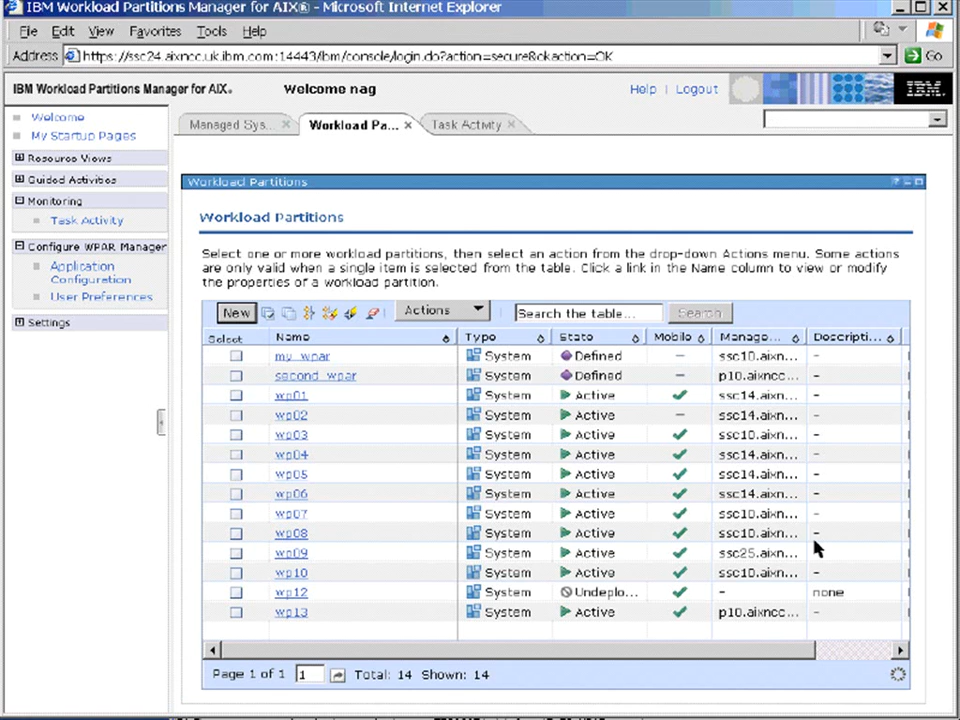 IBM Workload Partitions Manager for AIX® - Microsoft Internet Explorer
File Edit View Favorites Tools Help
Address https://ssc24.aixncc.uk.ibm.com:14443/ibm/console/login.do?action=secure&okaction=OK Go
IBM Workload Partitions Manager for AIX® Welcome nag Help Logout IBM.
Welcome
My Startup Pages
Resource Views
Guided Activities
Monitoring
Task Activity
Configure WPAR Manager
Application
Configuration
User Preferences
Settings
Managed Sys... Workload Pa... Task Activity
Workload Partitions
Workload Partitions
Select one or more workload partitions, then select an action from the drop-down Actions menu. Some actions
are only valid when a single item is selected from the table. Click a link in the Name column to view or modify
the properties of a workload partition.
New Actions Search the table... Search
Select Name Type State Mobile Manage... Descripti...
my_wpar System Defined - ssc10.aixn... -
second_wpar System Defined - p10.aixncc... -
wp01 System Active ssc14.aixn... -
wp02 System Active - ssc14.aixn... -
wp03 System Active ssc10.aixn... -
wp04 System Active ssc14.aixn... -
wp05 System Active ssc14.aixn... -
wp06 System Active ssc14.aixn... -
wp07 System Active ssc10.aixn... -
wp08 System Active ssc10.aixn... -
wp09 System Active ssc25.aixn... -
wp10 System Active ssc10.aixn... -
wp12 System Undeplo... - none
wp13 System Active p10.aixncc... -
Page 1 of 1 1 Total: 14 Shown: 14